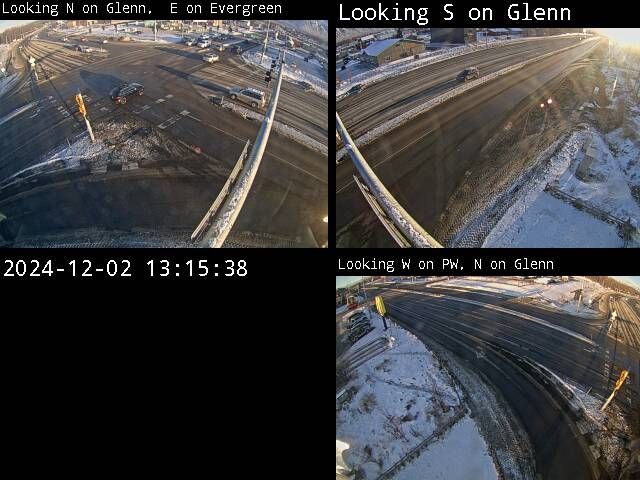 Looking N on Glenn, E on Evergreen
Looking S on Glenn
2024-12-02 13:15:38
Looking W on PW, N on Glenn